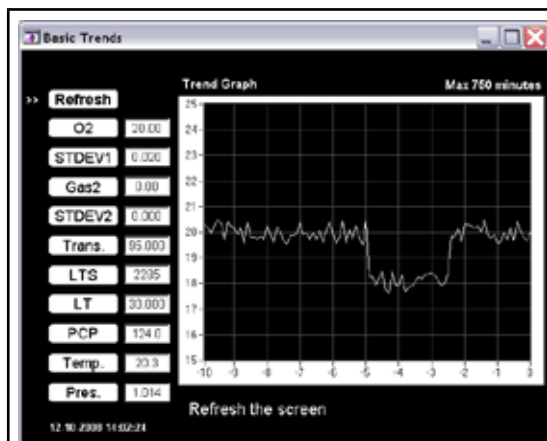 Basic Trends
Trend Graph Max 750 minutes
>> Refresh
O2 20.00
STDEV1 0.020
Gas2 0.00
STDEV2 0.000
Trans. 95.000
LTS 2205
LT 30.000
PCP 124.0
Temp. 20.3
Pres. 1.014
25
24
23
22
21
20
19
18
17
16
15
-10 -9 -8 -7 -6 -5 -4 -3 -2 -1 0
Refresh the screen
12.10.2008 14:02:24